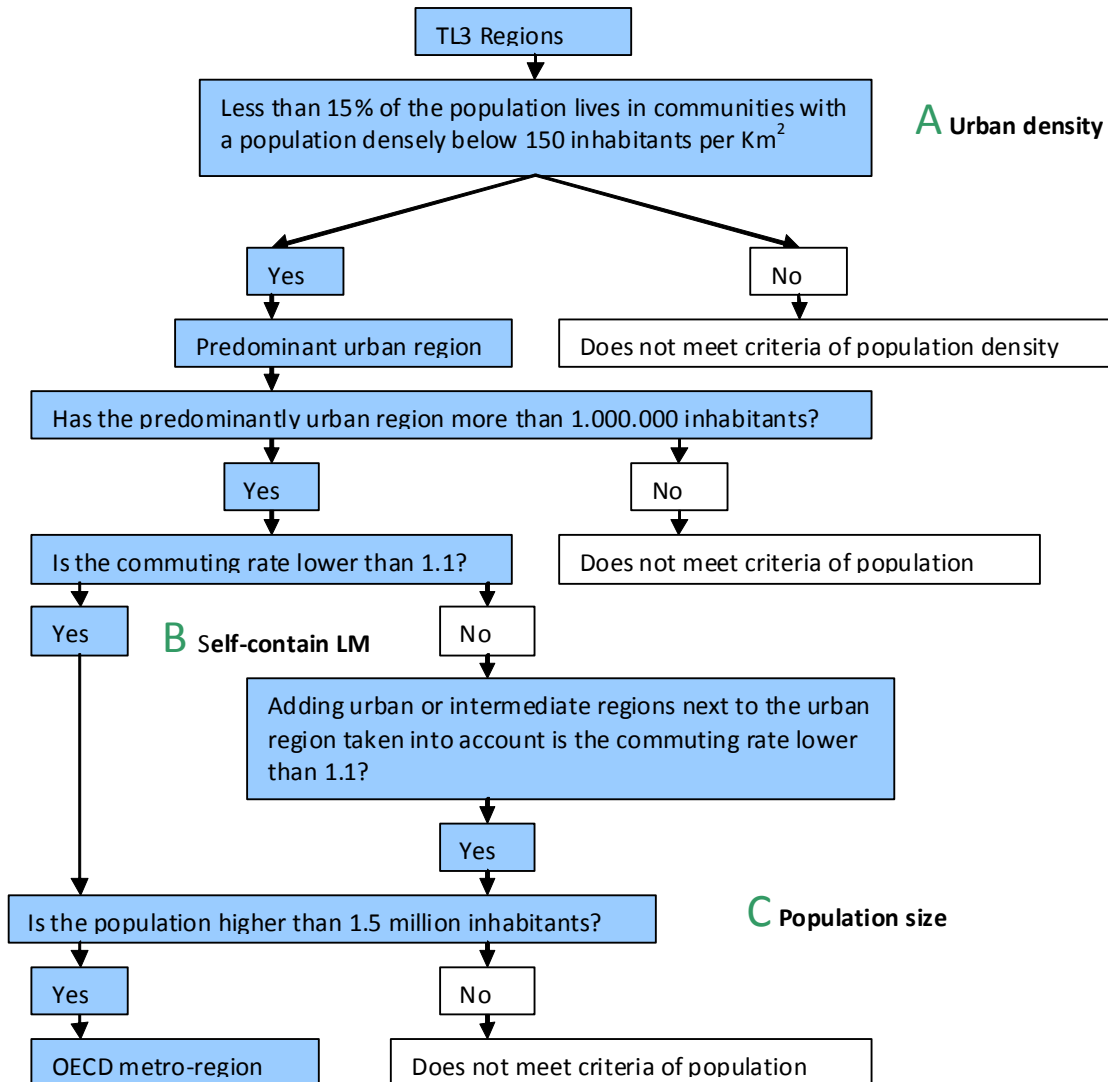 TL3 Regions
Less than 15% of the population lives in communities with
a population densely below 150 inhabitants per Km²
A Urban density
Yes
No
Predominant urban region
Does not meet criteria of population density
Has the predominantly urban region more than 1.000.000 inhabitants?
Yes
No
Is the commuting rate lower than 1.1?
Does not meet criteria of population
Yes
B Self-contain LM
No
Adding urban or intermediate regions next to the urban
region taken into account is the commuting rate lower
than 1.1?
Yes
Is the population higher than 1.5 million inhabitants?
C Population size
Yes
No
OECD metro-region
Does not meet criteria of population